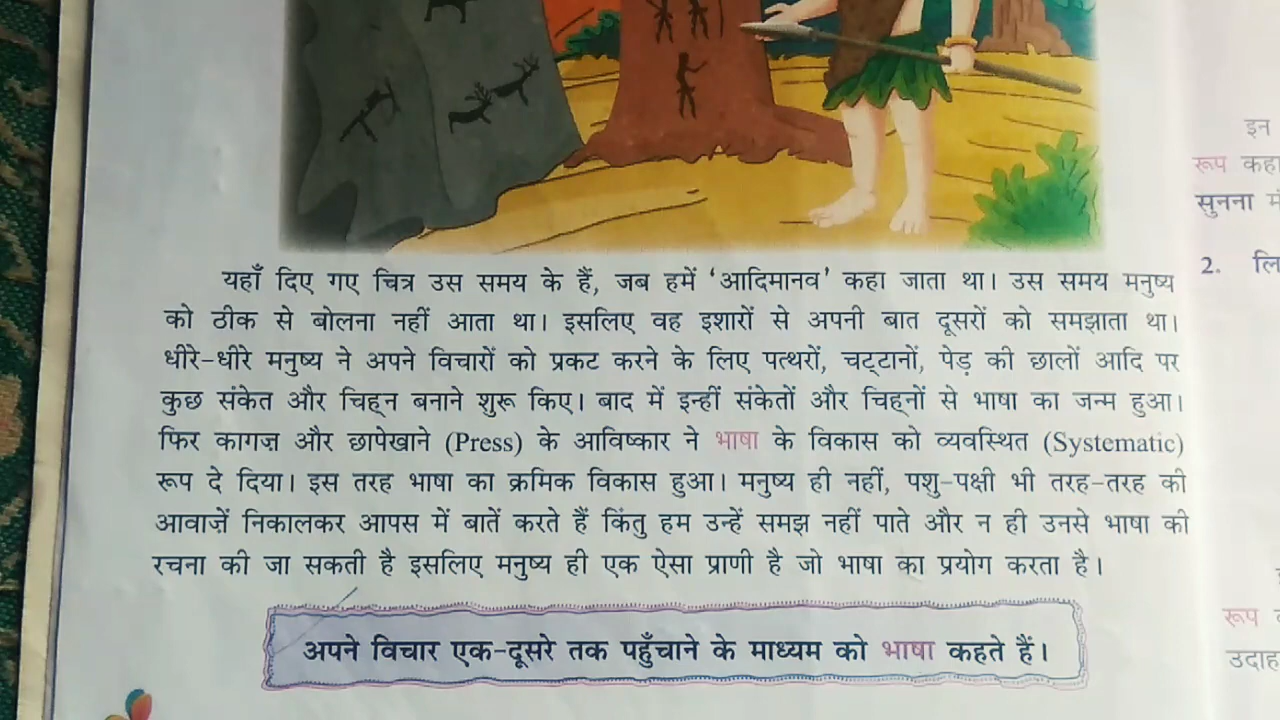 यहाँ दिए गए चित्र उस समय के हैं, जब हमें ‘आदिमानव’ कहा जाता था। उस समय मनुष्य
को ठीक से बोलना नहीं आता था। इसलिए वह इशारों से अपनी बात दूसरों को समझाता था।
धीरे-धीरे मनुष्य ने अपने विचारों को प्रकट करने के लिए पत्थरों, चट्टानों, पेड़ की छालों आदि पर
कुछ संकेत और चिह्न बनाने शुरू किए। बाद में इन्हीं संकेतों और चिह्नों से भाषा का जन्म हुआ।
फिर कागज़ और छापेखाने (Press) के आविष्कार ने भाषा के विकास को व्यवस्थित (Systematic)
रूप दे दिया। इस तरह भाषा का क्रमिक विकास हुआ। मनुष्य ही नहीं, पशु-पक्षी भी तरह-तरह की
आवाज़ें निकालकर आपस में बातें करते हैं किंतु हम उन्हें समझ नहीं पाते और न ही उनसे भाषा की
रचना की जा सकती है इसलिए मनुष्य ही एक ऐसा प्राणी है जो भाषा का प्रयोग करता है।
अपने विचार एक-दूसरे तक पहुँचाने के माध्यम को भाषा कहते हैं।
इन
रूप
सुनना
2.
रूप